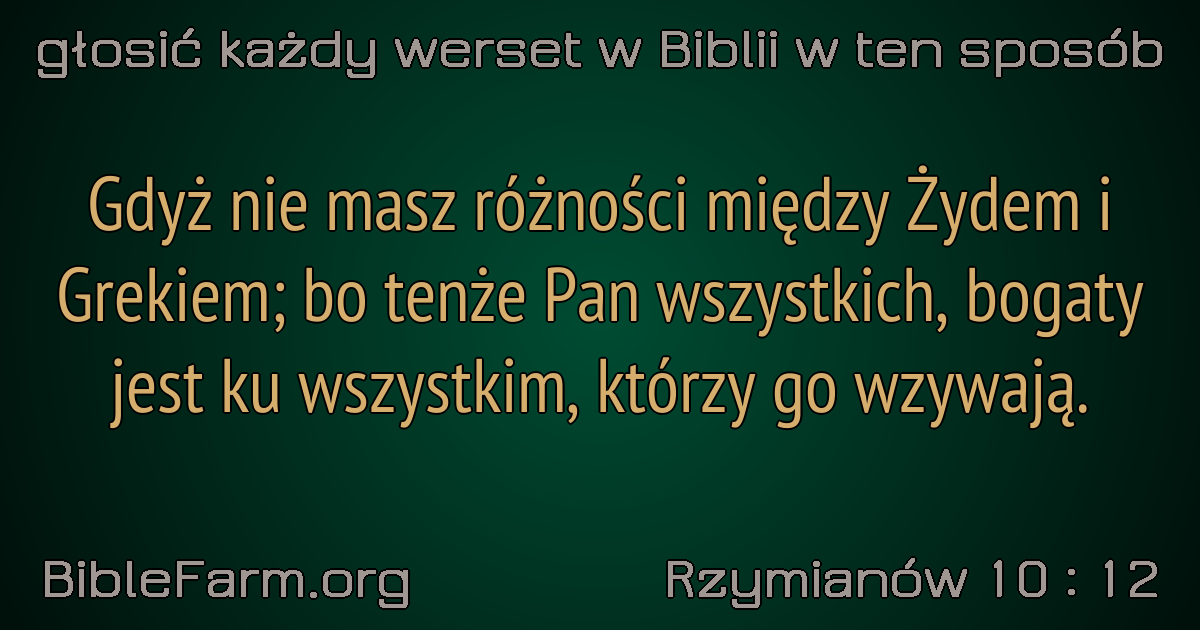 głosić każdy werset w Biblii w ten sposób
Gdyż nie masz różności między Żydem i
Grekiem; bo tenże Pan wszystkich, bogaty
jest ku wszystkim, którzy go wzywają.
BibleFarm.org
Rzymianów 10 : 12